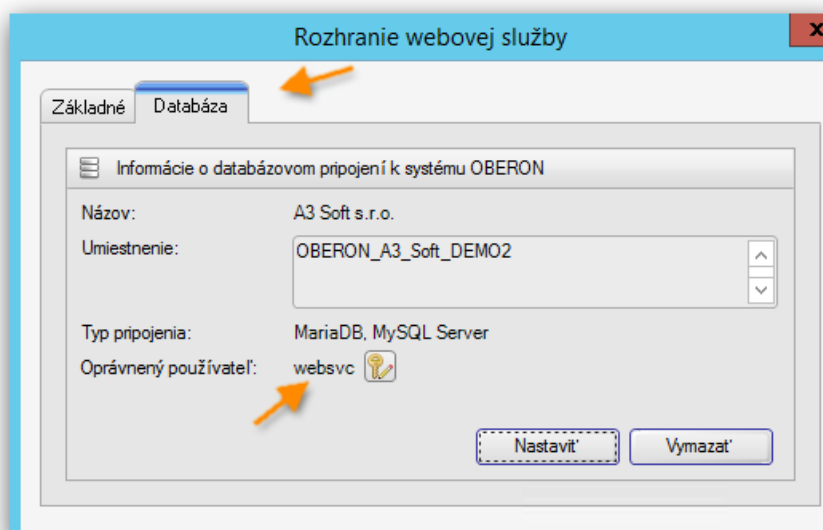 Rozhranie webovej služby
x
Základné
Databáza
Informácie o databázovom pripojení k systému OBERON
Názov: A3 Soft s.r.o.
Umiestnenie: OBERON_A3_Soft_DEMO2
Typ pripojenia: MariaDB, MySQL Server
Oprávnený používateľ: websvc
Nastaviť Vymazať